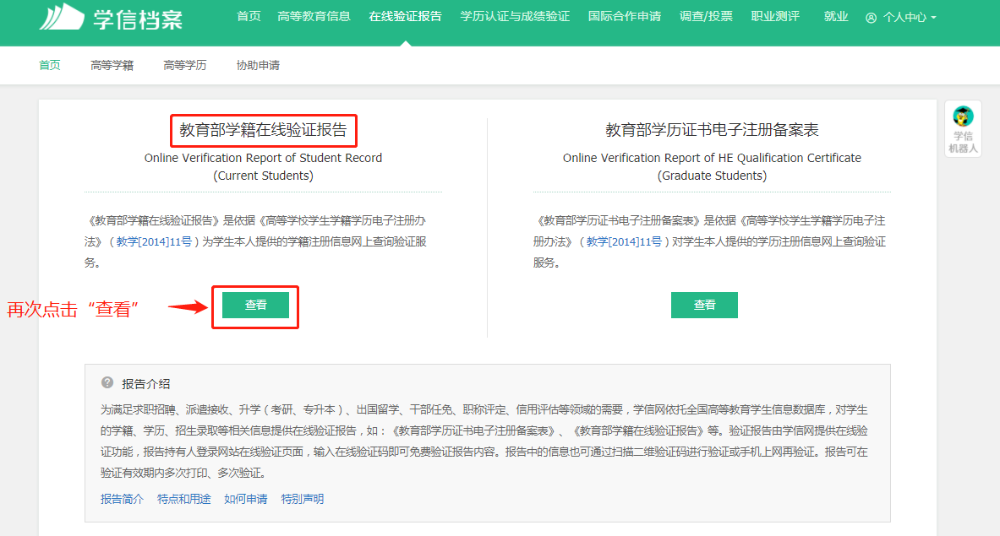 学信档案
首页 高等教育信息 在线验证报告 学历认证与成绩验证 国际合作申请 调查/投票 职业测评 就业 个人中心
首页 高等学籍 高等学历 协助申请
教育部学籍在线验证报告
Online Verification Report of Student Record
(Current Students)
《教育部学籍在线验证报告》是依据《高等学校学生学籍学历电子注册办
法》（教学[2014]11号）为学生本人提供的学籍注册信息网上查询验证服
务。
再次点击“查看”
查看
教育部学历证书电子注册备案表
Online Verification Report of HE Qualification Certificate
(Graduate Students)
《教育部学历证书电子注册备案表》是依据《高等学校学生学籍学历电子注
册办法》（教学[2014]11号）对学生本人提供的学历注册信息网上查询验证
服务。
查看
学信
机器人
? 报告介绍
为满足求职招聘、派遣接收、升学（考研、专升本）、出国留学、干部任免、职称评定、信用评估等领域的需要，学信网依托全国高等教育学生信息数据库，对学生
的学籍、学历、招生录取等相关信息提供在线验证报告，如：《教育部学历证书电子注册备案表》、《教育部学籍在线验证报告》等。验证报告由学信网提供在线验
证功能，报告持有人登录网站在线验证页面，输入在线验证码即可免费验证报告内容。报告中的信息也可通过扫描二维验证码进行验证或手机上网再验证。报告可在
验证有效期内多次打印、多次验证。
报告简介 特点和用途 如何申请 特别声明